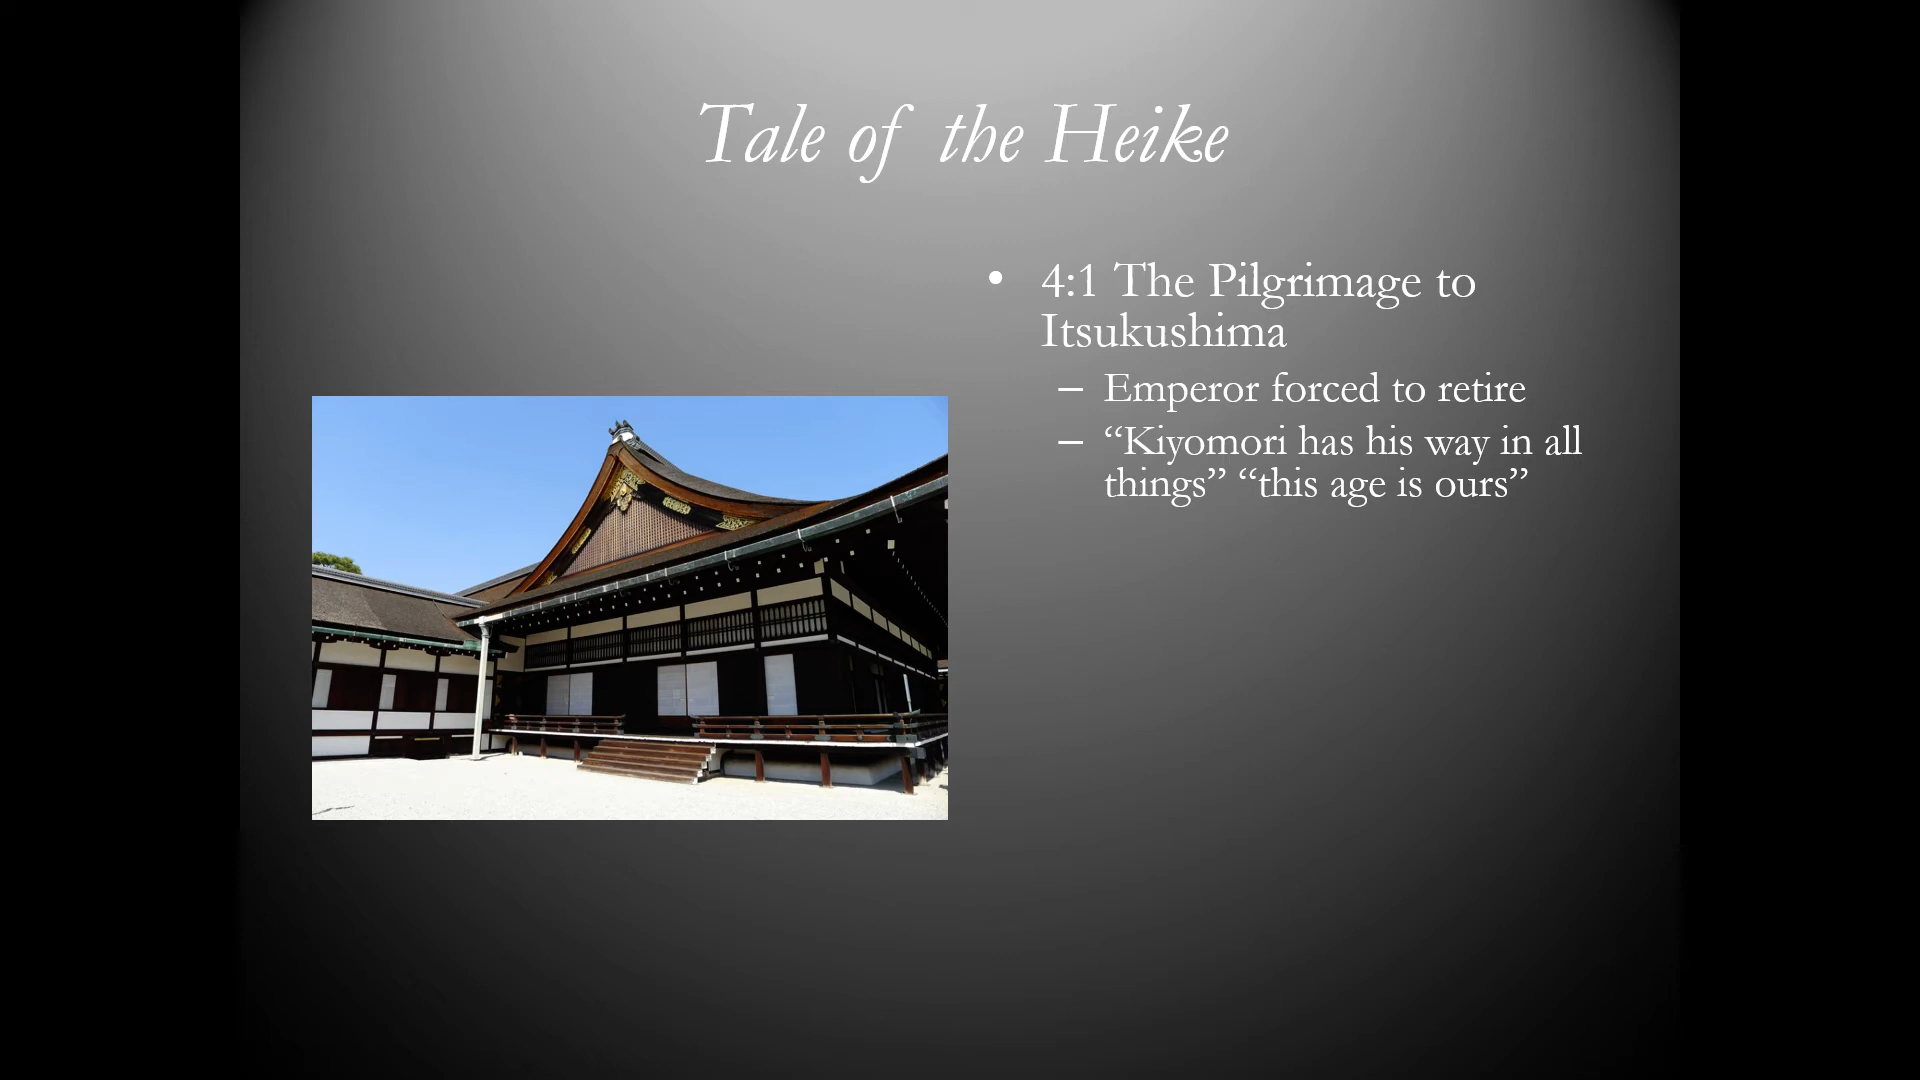 Tale of the Heike
• 4:1 The Pilgrimage to
Itsukushima
– Emperor forced to retire
– “Kiyomori has his way in all
things” “this age is ours”